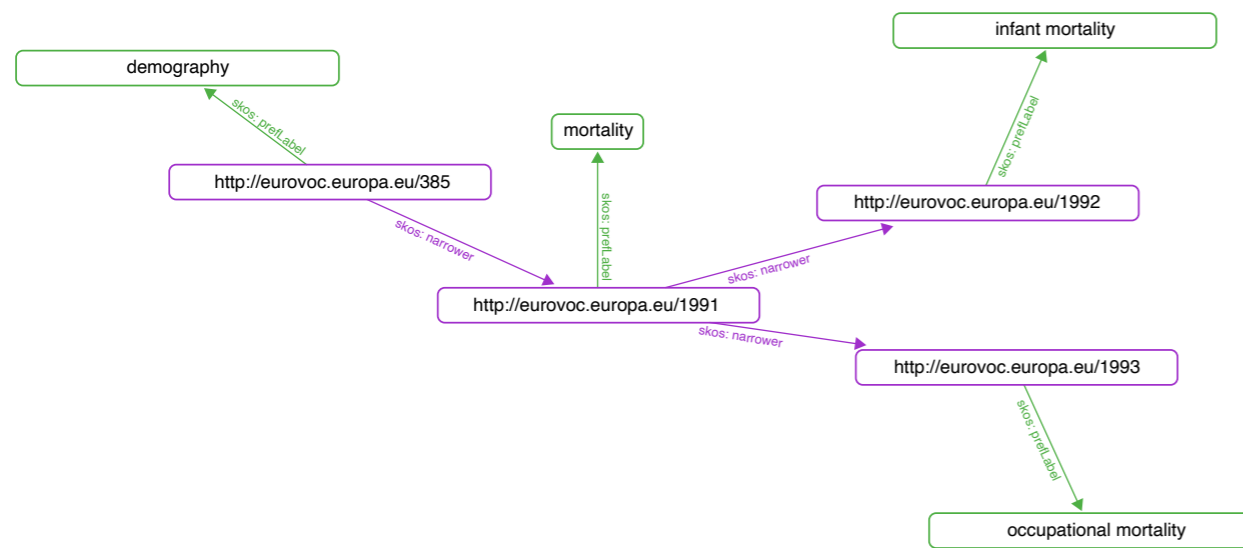 infant mortality
demography
skos: prefLabel
skos: prefLabel
mortality
http://eurovoc.europa.eu/385
http://eurovoc.europa.eu/1992
skos: narrower
skos: prefLabel
skos: narrower
http://eurovoc.europa.eu/1991
skos: narrower
http://eurovoc.europa.eu/1993
skos: prefLabel
occupational mortality